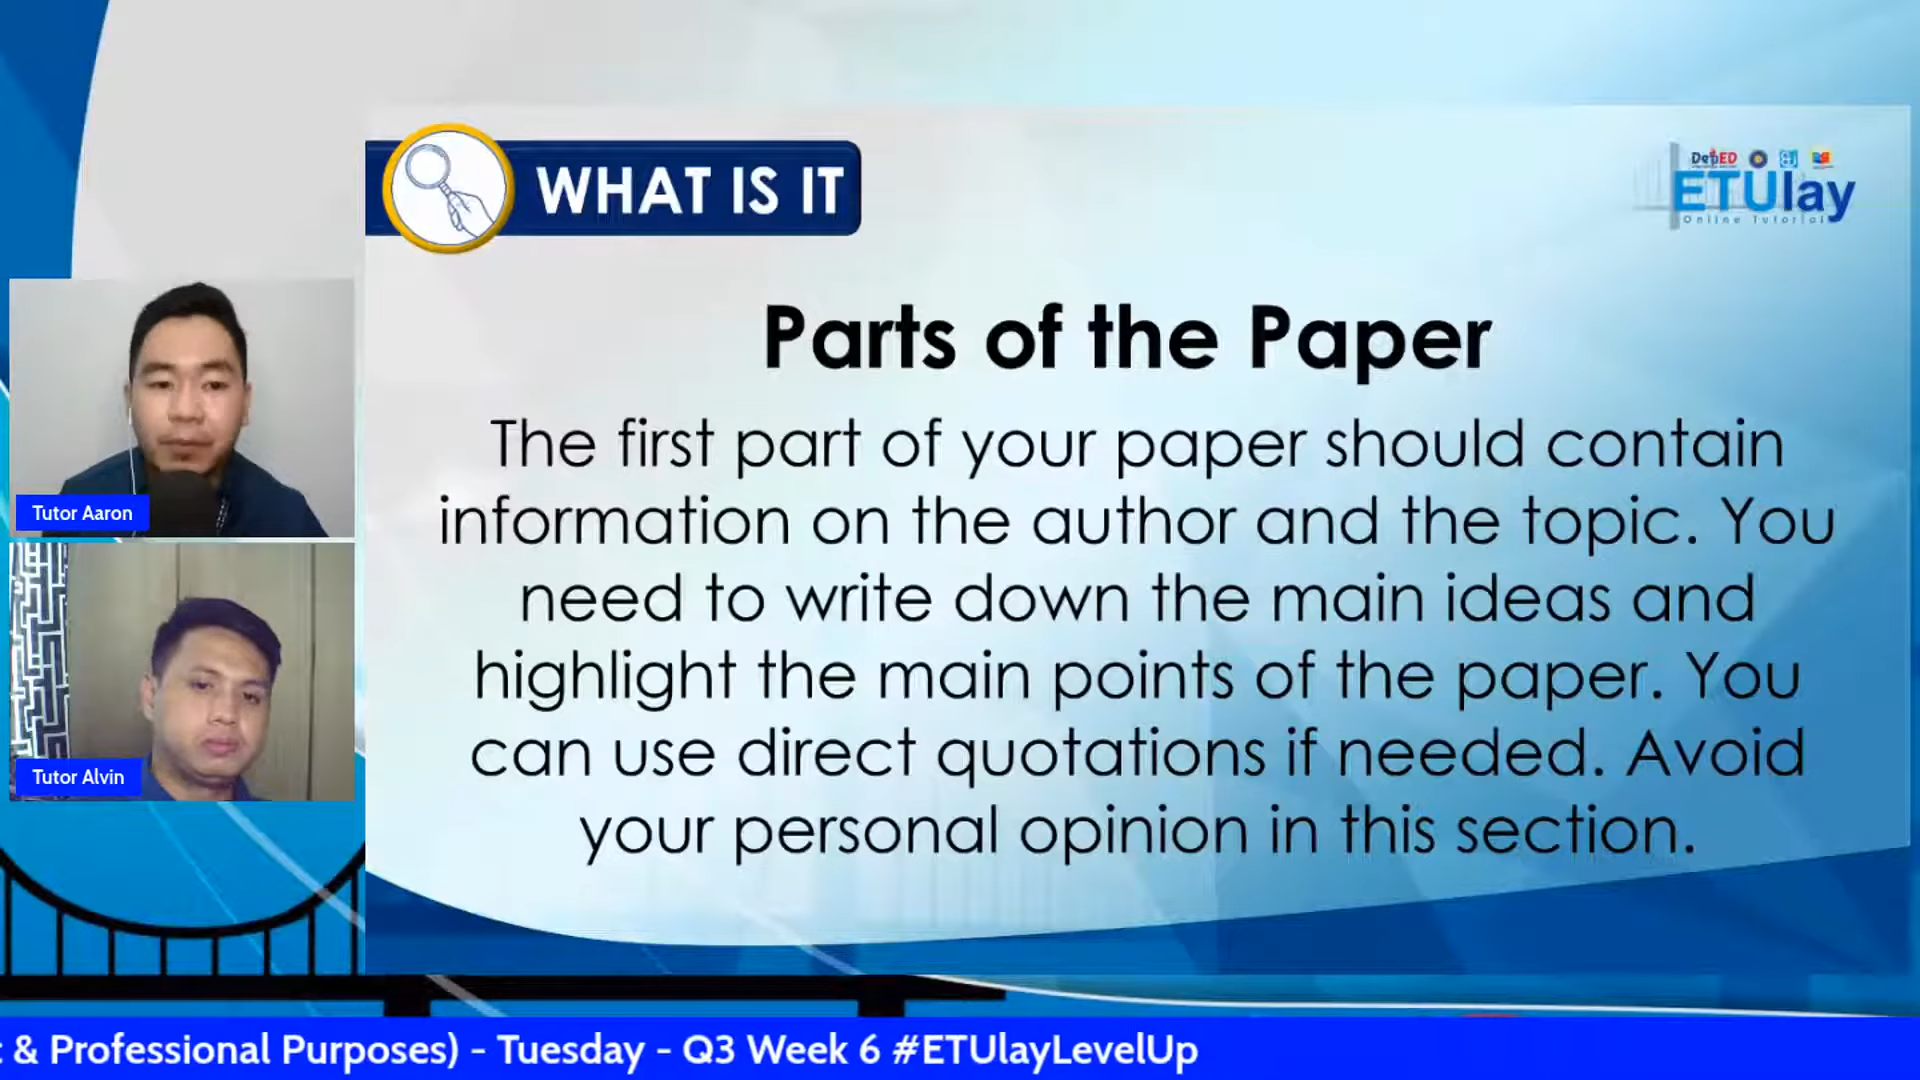 WHAT IS IT
DepED
ETUlay
Online Tutorial
Parts of the Paper
The first part of your paper should contain
information on the author and the topic. You
need to write down the main ideas and
highlight the main points of the paper. You
can use direct quotations if needed. Avoid
your personal opinion in this section.
Tutor Aaron
Tutor Alvin
& Professional Purposes) - Tuesday - Q3 Week 6 #ETUlayLevelUp